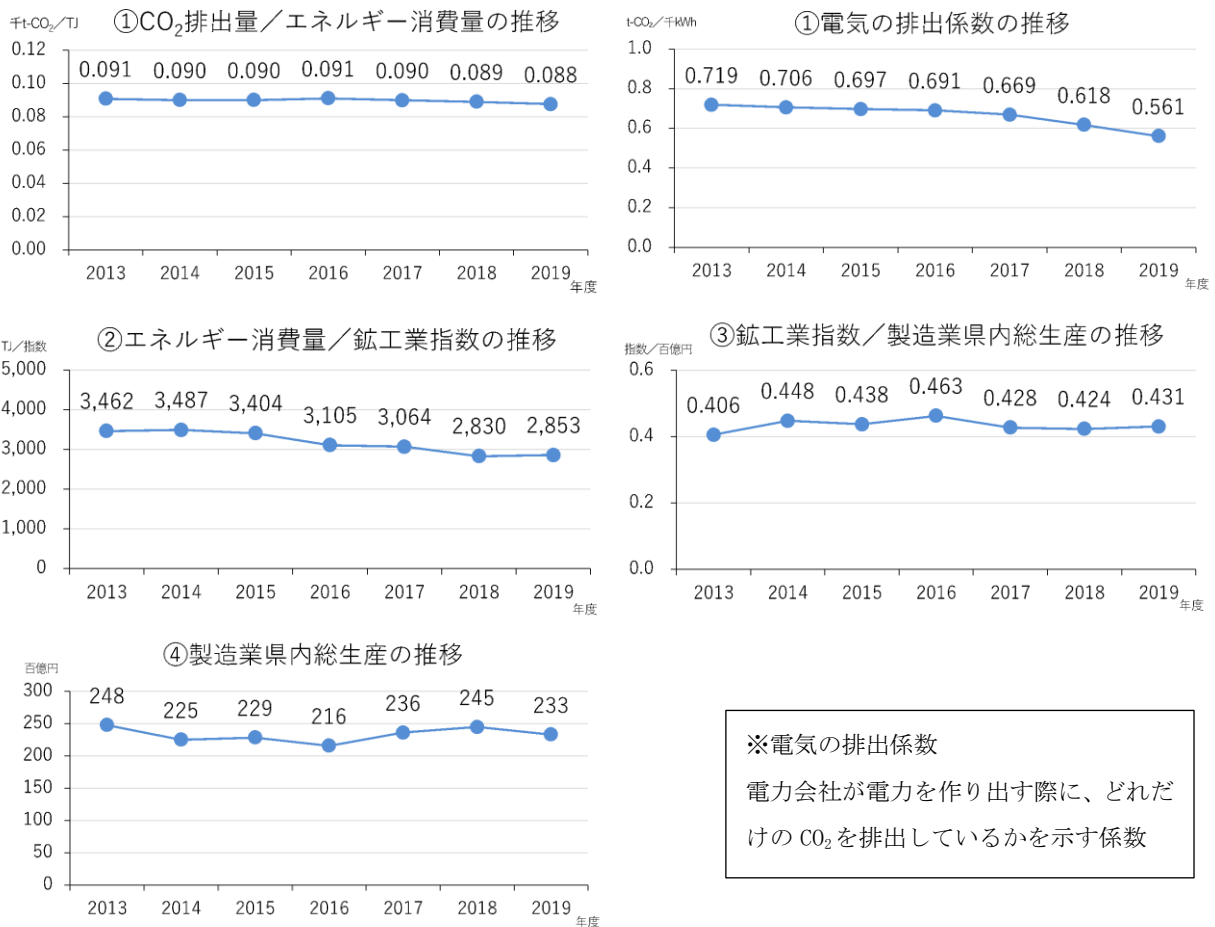 ①CO₂排出量／エネルギー消費量の推移
千t-CO₂／TJ
0.12
0.10
0.08
0.06
0.04
0.02
0.00
0.091 0.090 0.090 0.091 0.090 0.089 0.088
2013 2014 2015 2016 2017 2018 2019
年度
①電気の排出係数の推移
t-CO₂／千kWh
1.0
0.8
0.6
0.4
0.2
0.0
0.719 0.706 0.697 0.691 0.669 0.618 0.561
2013 2014 2015 2016 2017 2018 2019
年度
②エネルギー消費量／鉱工業指数の推移
TJ／指数
5,000
4,000
3,000
2,000
1,000
0
3,462 3,487 3,404 3,105 3,064 2,830 2,853
2013 2014 2015 2016 2017 2018 2019
年度
③鉱工業指数／製造業県内総生産の推移
指数／百億円
0.6
0.4
0.2
0.0
0.406 0.448 0.438 0.463 0.428 0.424 0.431
2013 2014 2015 2016 2017 2018 2019
年度
④製造業県内総生産の推移
百億円
300
250
200
150
100
50
0
248 225 229 216 236 245 233
2013 2014 2015 2016 2017 2018 2019
年度
※電気の排出係数
電力会社が電力を作り出す際に、どれだ
けの CO₂を排出しているかを示す係数